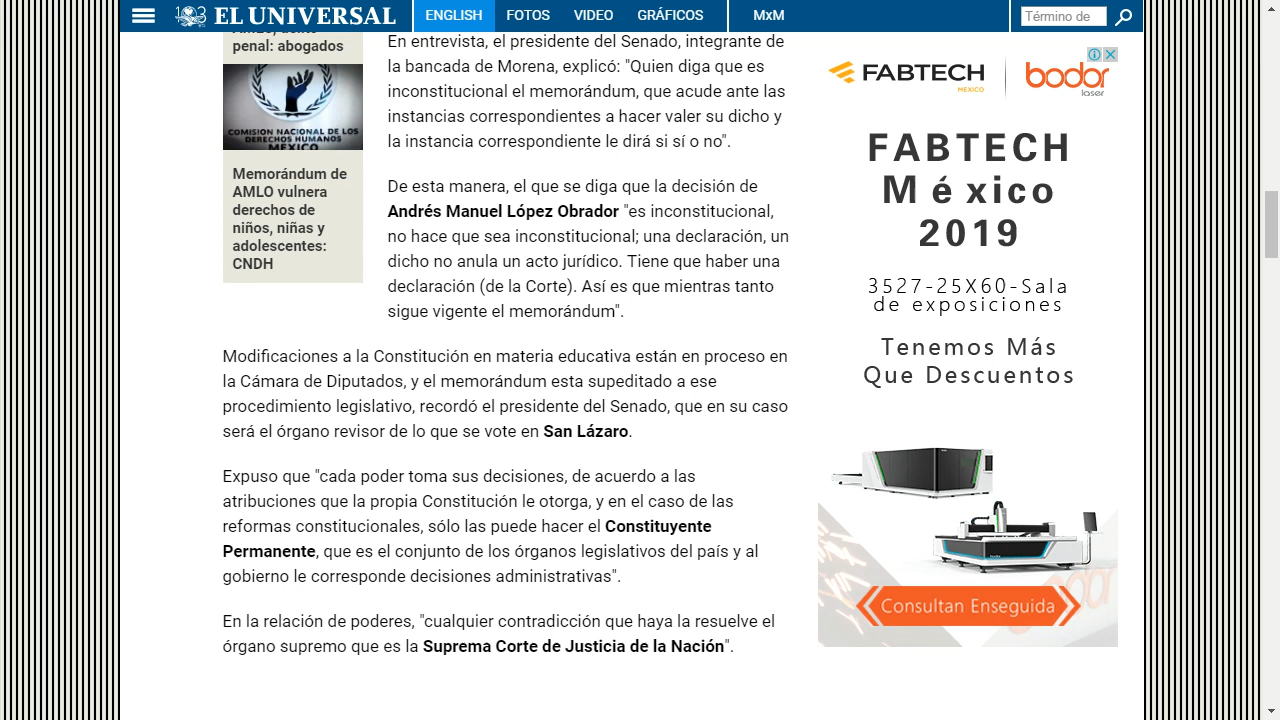 EL UNIVERSAL
ENGLISH
FOTOS
VIDEO
GRÁFICOS
MxM
Término de
penal: abogados
COMISION NACIONAL DE LOS
DERECHOS HUMANOS
MÉXICO
Memorándum de
AMLO vulnera
derechos de
niños, niñas y
adolescentes:
CNDH
En entrevista, el presidente del Senado, integrante de
la bancada de Morena, explicó: "Quien diga que es
inconstitucional el memorándum, que acude ante las
instancias correspondientes a hacer valer su dicho y
la instancia correspondiente le dirá si sí o no".
De esta manera, el que se diga que la decisión de
Andrés Manuel López Obrador "es inconstitucional,
no hace que sea inconstitucional; una declaración, un
dicho no anula un acto jurídico. Tiene que haber una
declaración (de la Corte). Así es que mientras tanto
sigue vigente el memorándum".
Modificaciones a la Constitución en materia educativa están en proceso en
la Cámara de Diputados, y el memorándum esta supeditado a ese
procedimiento legislativo, recordó el presidente del Senado, que en su caso
será el órgano revisor de lo que se vote en San Lázaro.
Expuso que "cada poder toma sus decisiones, de acuerdo a las
atribuciones que la propia Constitución le otorga, y en el caso de las
reformas constitucionales, sólo las puede hacer el Constituyente
Permanente, que es el conjunto de los órganos legislativos del país y al
gobierno le corresponde decisiones administrativas".
En la relación de poderes, "cualquier contradicción que haya la resuelve el
órgano supremo que es la Suprema Corte de Justicia de la Nación".
FABTECH
MEXICO
bodor
laser
FABTECH
México
2019
3527-25X60-Sala
de exposiciones
Tenemos Más
Que Descuentos
Consultan Enseguida